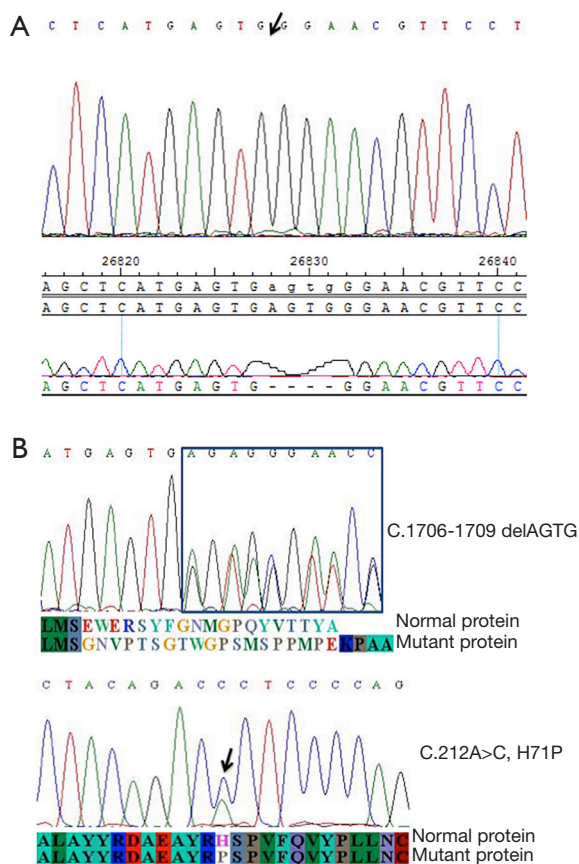 A
C T C A T G A G T G G G A A C G T T C C T
26820 26830 26840
A G C T C A T G A G T G a g t g G G A A C G T T C C
A G C T C A T G A G T G A G T G G G A A C G T T C C
A G C T C A T G A G T G - - - - G G A A C G T T C C
B
A T G A G T G A G A G G G A A C C
C.1706-1709 delAGTG
LMSEWERSYFGNMGPQYVTTYA Normal protein
LMSGNVPTSGTWGPSMSPPMPEKPAA Mutant protein
C T A C A G A C C C T C C C C A G
C.212A>C, H71P
ALAYYRDAEAYRHSPVFQVYPLLNC Normal protein
ALAYYRDAEAYRPSPVFQVYPLLNC Mutant protein